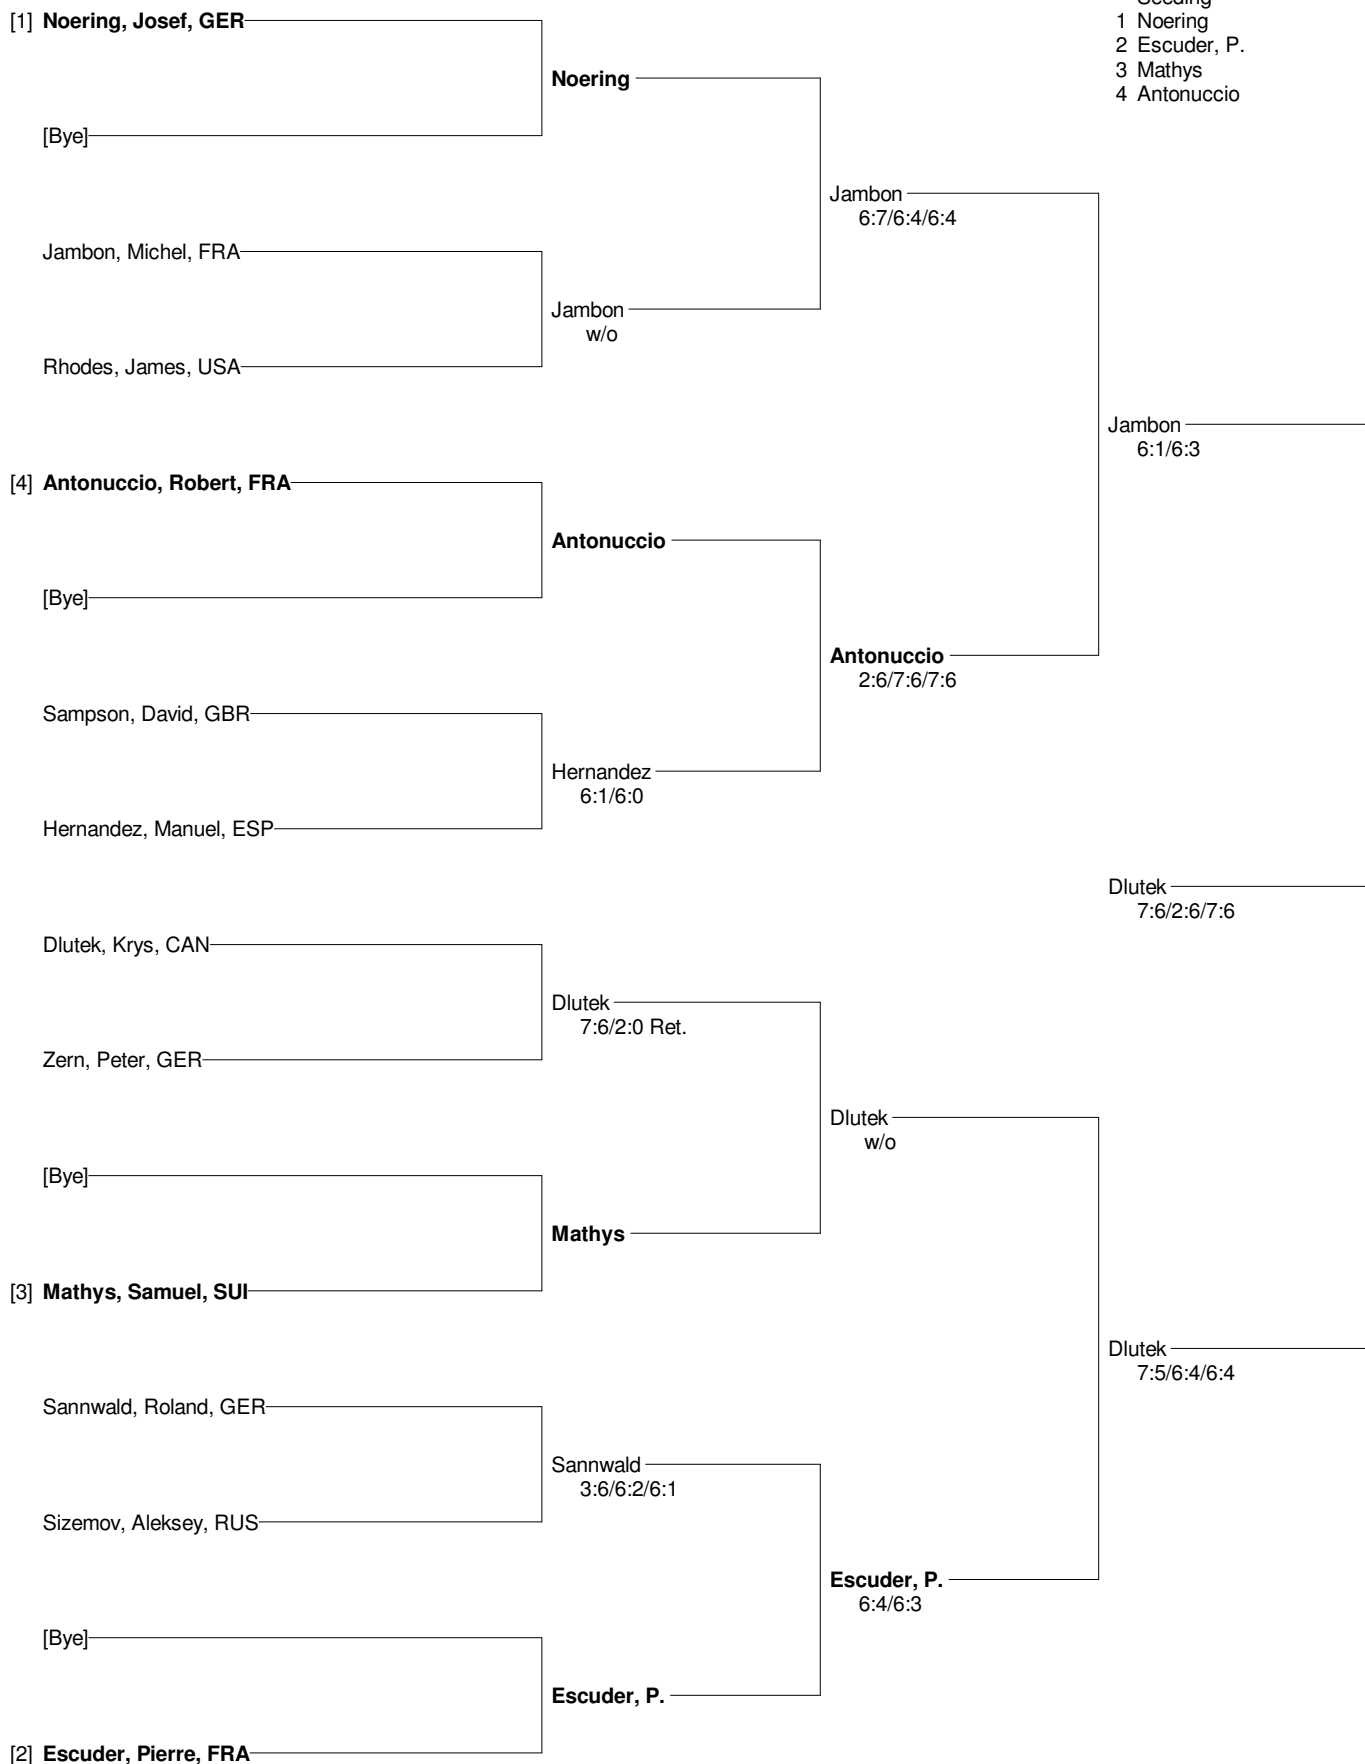 Seeding
1 Noering
2 Escuder, P.
3 Mathys
4 Antonuccio
[1] Noering, Josef, GER
Noering
[Bye]
Jambon
6:7/6:4/6:4
Jambon, Michel, FRA
Jambon
w/o
Rhodes, James, USA
Jambon
6:1/6:3
[4] Antonuccio, Robert, FRA
Antonuccio
[Bye]
Antonuccio
2:6/7:6/7:6
Sampson, David, GBR
Hernandez
6:1/6:0
Hernandez, Manuel, ESP
Dlutek
7:6/2:6/7:6
Dlutek, Krys, CAN
Dlutek
7:6/2:0 Ret.
Zern, Peter, GER
Dlutek
w/o
[Bye]
Mathys
[3] Mathys, Samuel, SUI
Dlutek
7:5/6:4/6:4
Sannwald, Roland, GER
Sannwald
3:6/6:2/6:1
Sizemov, Aleksey, RUS
Escuder, P.
6:4/6:3
[Bye]
Escuder, P.
[2] Escuder, Pierre, FRA